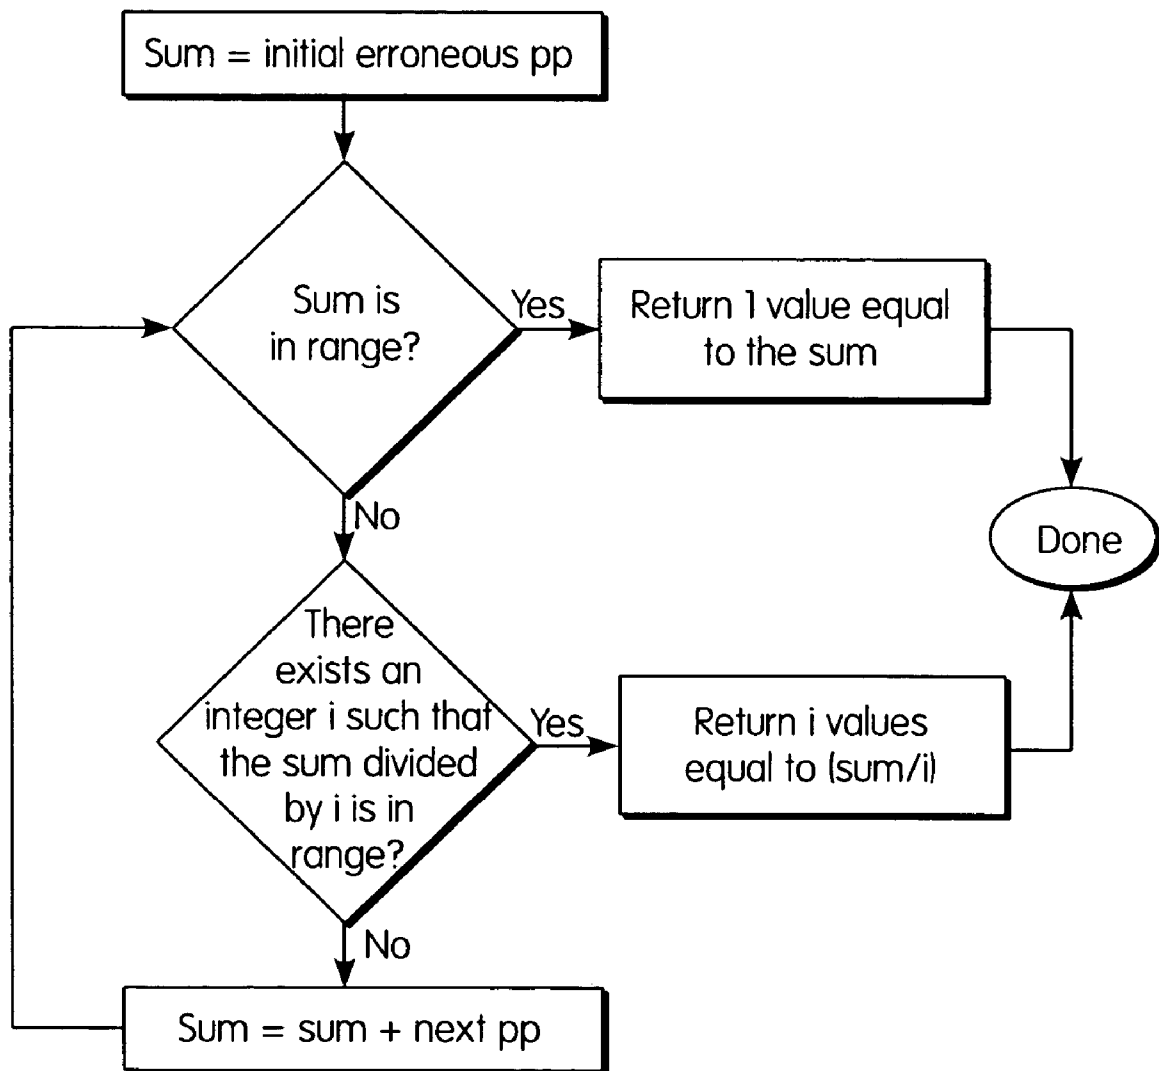 Sum = initial erroneous pp
Sum is
in range?
Yes
Return 1 value equal
to the sum
No
Done
There
exists an
integer i such that
the sum divided
by i is in
range?
Yes
Return i values
equal to (sum/i)
No
Sum = sum + next pp